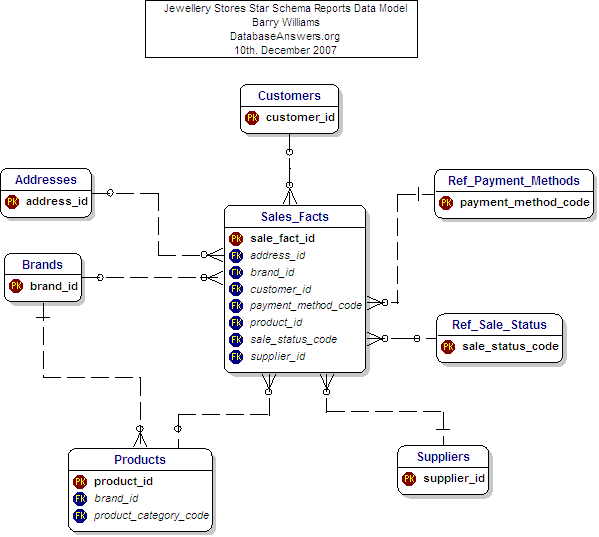 Jewellery Stores Star Schema Reports Data Model
Barry Williams
DatabaseAnswers.org
10th. December 2007
Customers
Pk customer_id
Addresses
Pk address_id
Ref_Payment_Methods
Pk payment_method_code
Sales_Facts
Pk sale_fact_id
Fk address_id
Fk brand_id
Fk customer_id
Fk payment_method_code
Fk product_id
Fk sale_status_code
Fk supplier_id
Brands
Pk brand_id
Ref_Sale_Status
Pk sale_status_code
Products
Pk product_id
Fk brand_id
Fk product_category_code
Suppliers
Pk supplier_id